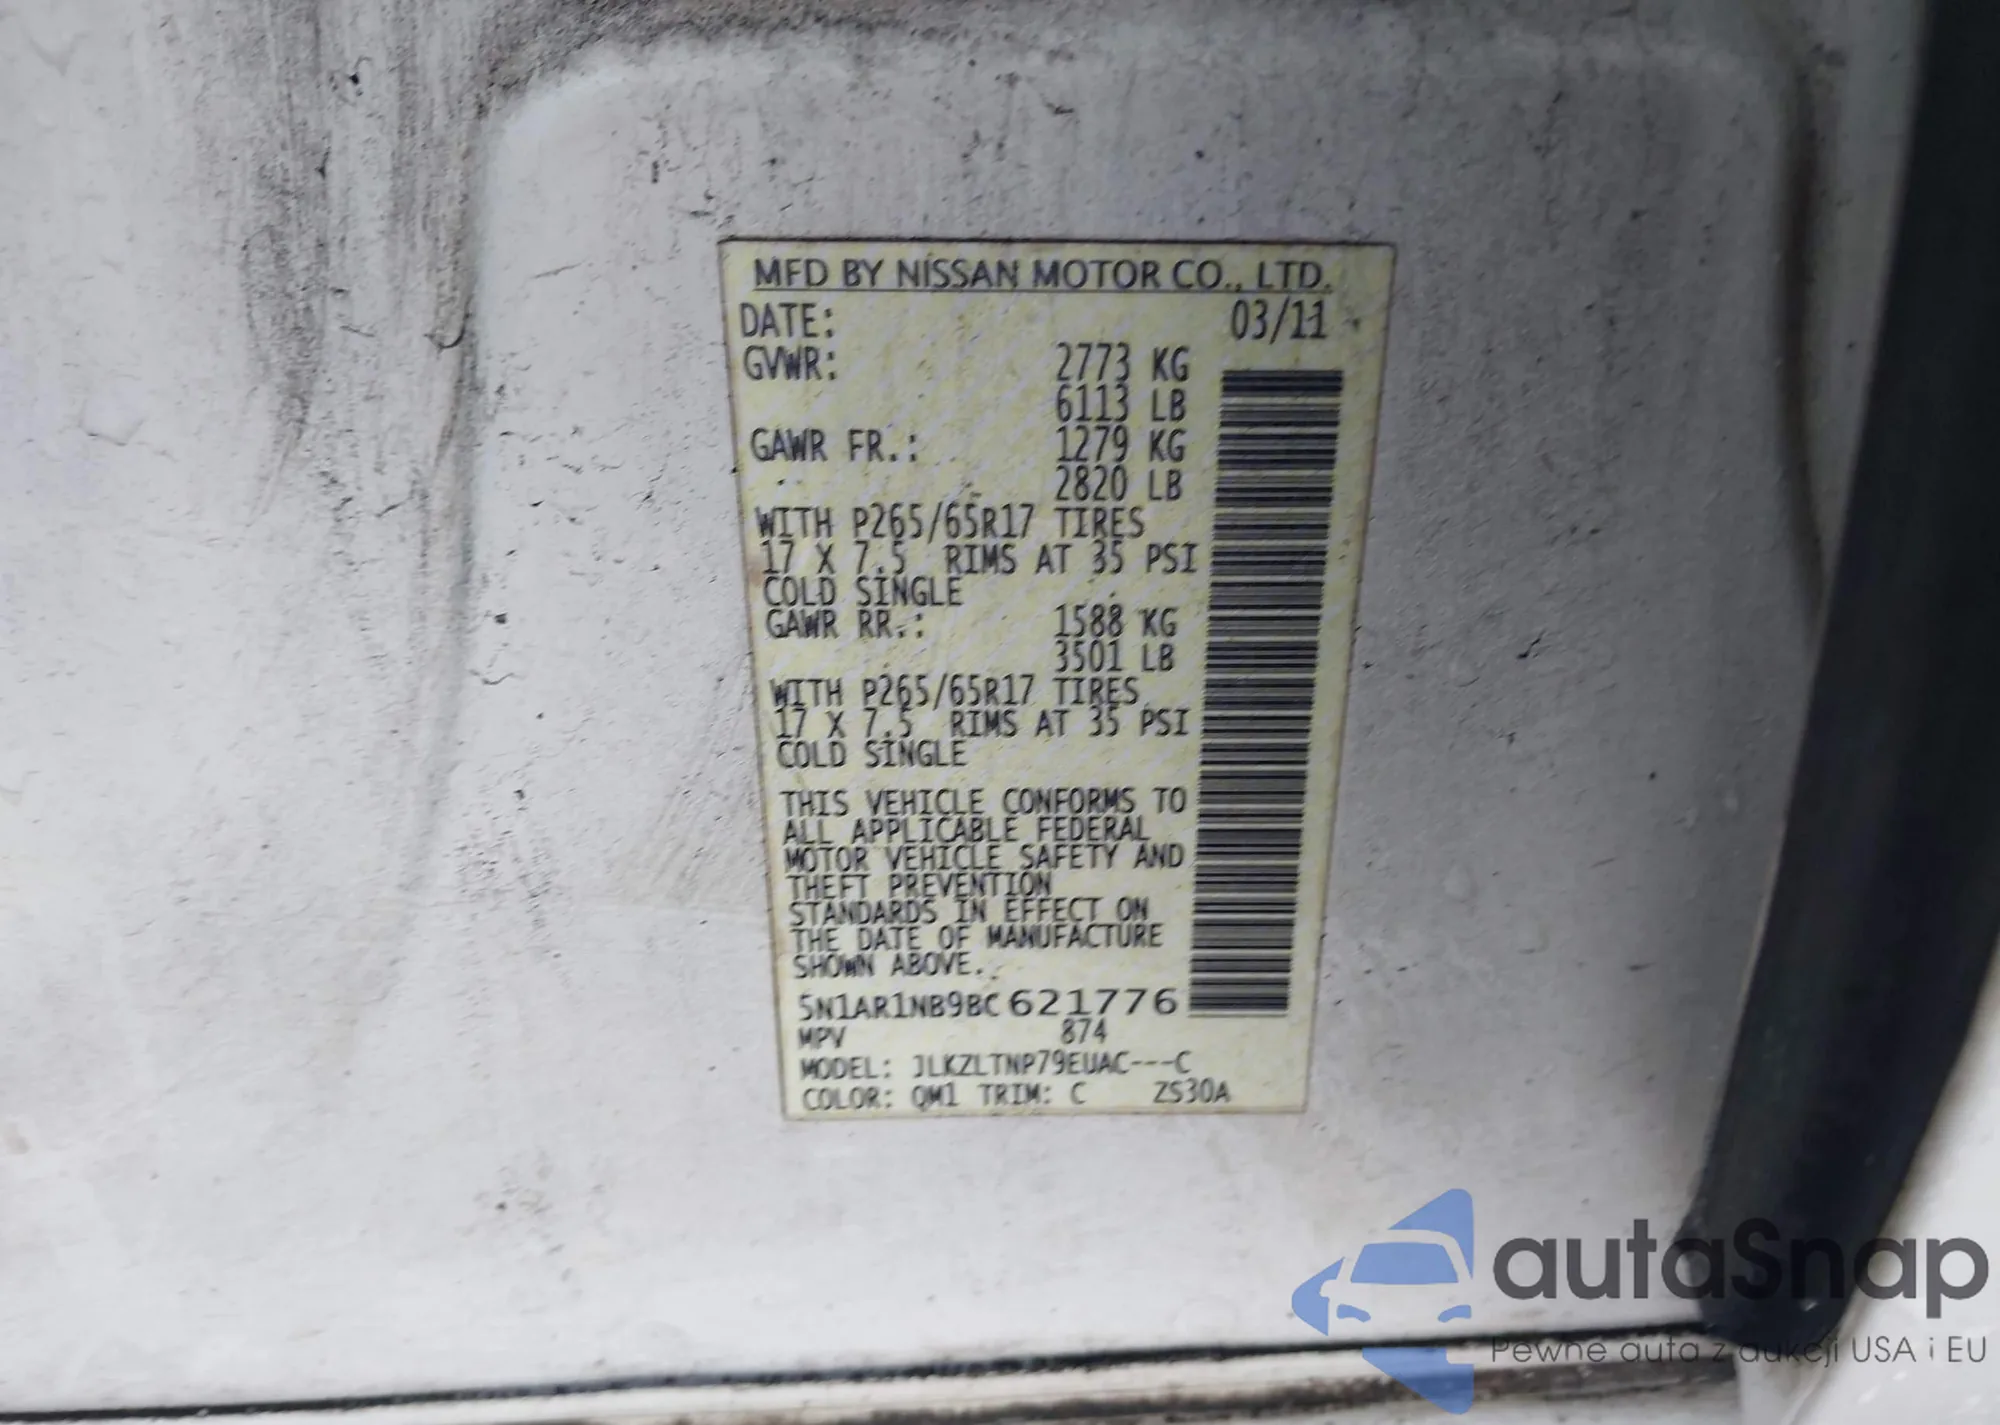 MFD BY NISSAN MOTOR CO., LTD.
DATE: 03/11
GVWR: 2773 KG
6113 LB
GAWR FR.: 1279 KG
2820 LB
WITH P265/65R17 TIRES
17 X 7.5 RIMS AT 35 PSI
COLD SINGLE
GAWR RR.: 1588 KG
3501 LB
WITH P265/65R17 TIRES
17 X 7.5 RIMS AT 35 PSI
COLD SINGLE
THIS VEHICLE CONFORMS TO
ALL APPLICABLE FEDERAL
MOTOR VEHICLE SAFETY AND
THEFT PREVENTION
STANDARDS IN EFFECT ON
THE DATE OF MANUFACTURE
SHOWN ABOVE.
5N1AR1NB9BC621776
MPV 874
MODEL: JLKZLTNP79EUAC---C
COLOR: QM1 TRIM: C ZS30A
autaSnap
Pewne auta z aukcji USA i EU